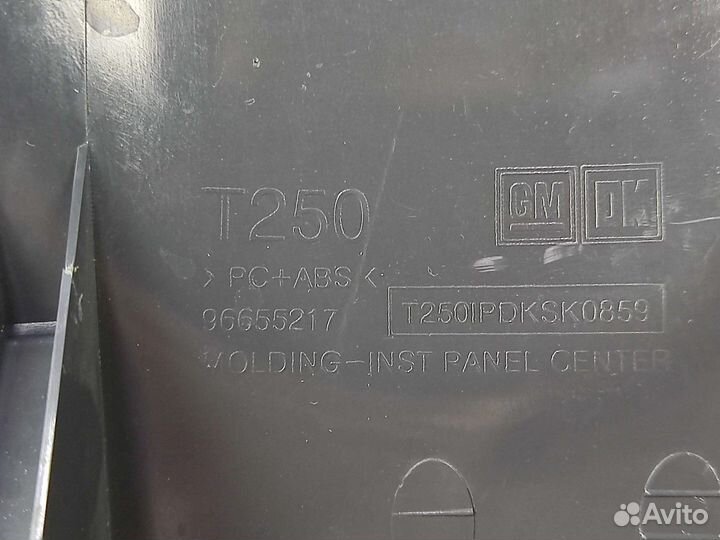 T250
GM DK
>PC+ABS<
96655217
T250IPDKSK0859
MOLDING-INST PANEL CENTER
Avito